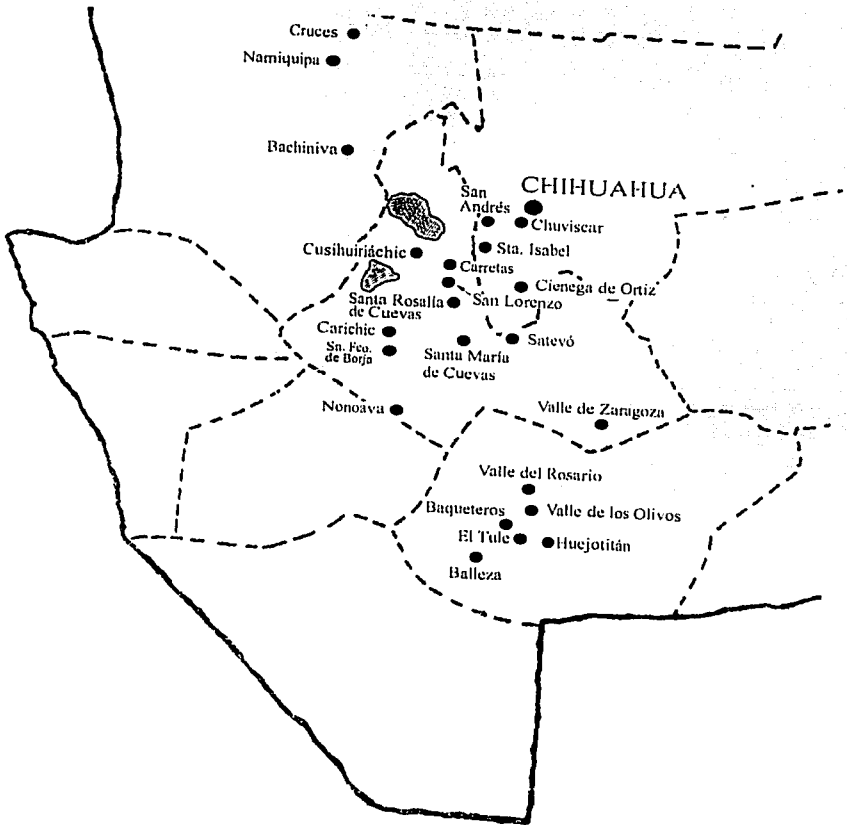 Cruces
Namiquipa
Bachiniva
CHIHUAHUA
San
Andrés
Chuviscar
Cusihuiriáchic
Sta. Isabel
Carretas
Cienega de Ortiz
Santa Rosalía
de Cuevas
San Lorenzo
Carichic
Sn. Fco.
de Borja
Santa María
de Cuevas
Satevó
Nonoava
Valle de Zaragoza
Valle del Rosario
Baqueteros
Valle de los Olivos
El Tule
Huejotitán
Balleza